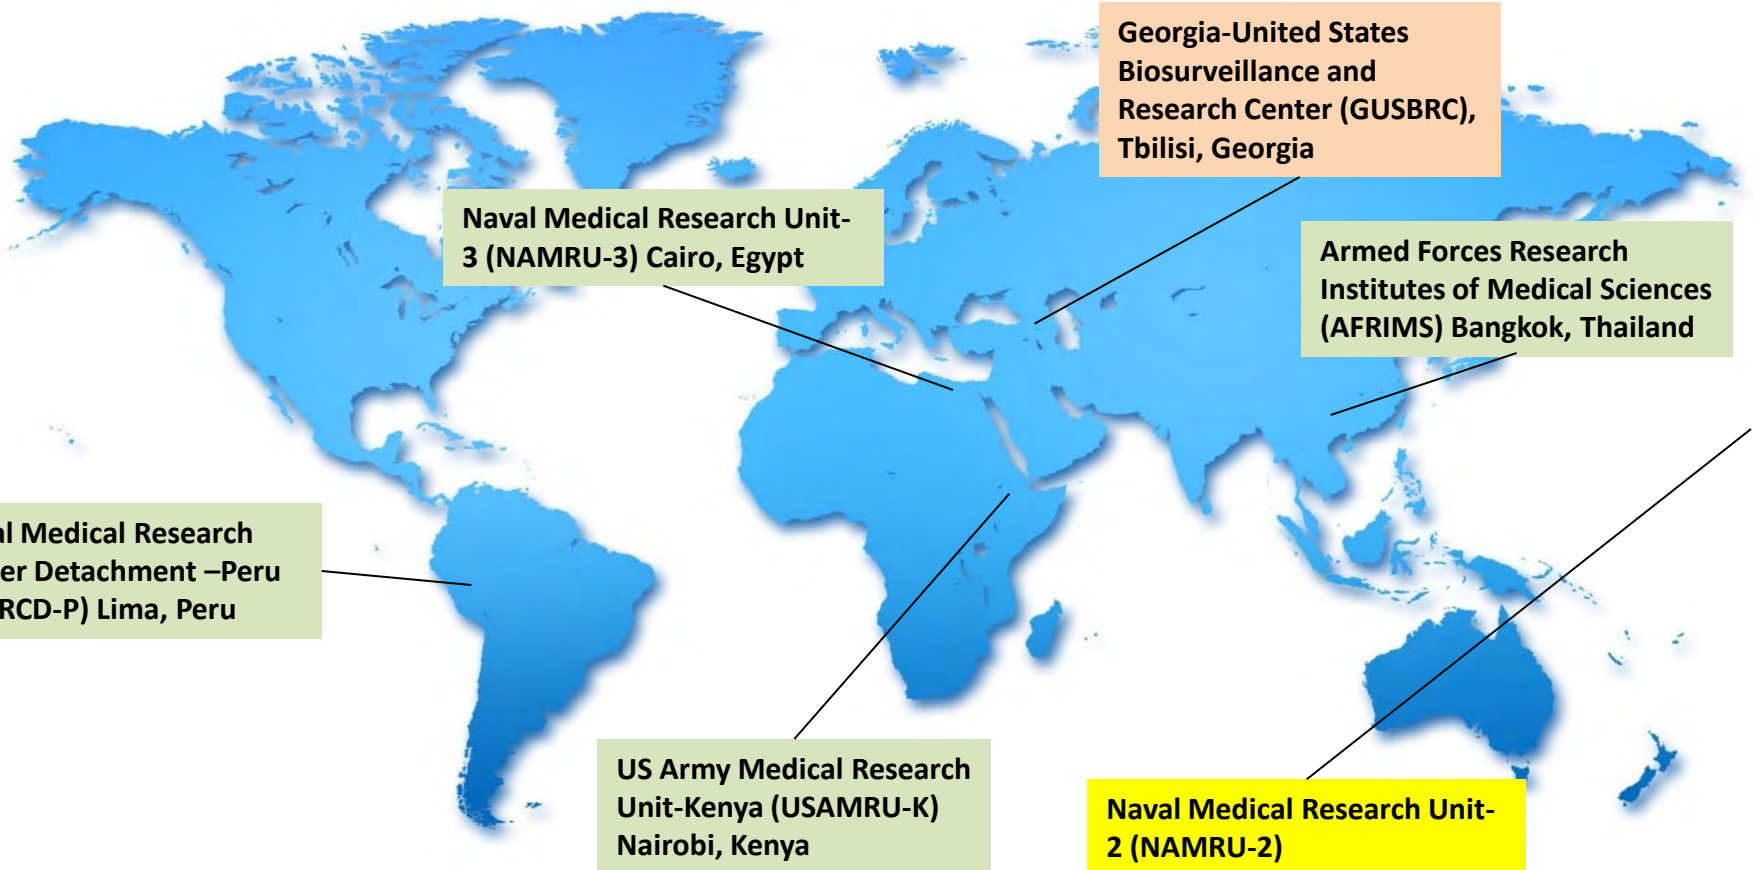 Georgia-United States
Biosurveillance and
Research Center (GUSBRC),
Tbilisi, Georgia
Naval Medical Research Unit-
3 (NAMRU-3) Cairo, Egypt
Armed Forces Research
Institutes of Medical Sciences
(AFRIMS) Bangkok, Thailand
al Medical Research
er Detachment –Peru
RCD-P) Lima, Peru
US Army Medical Research
Unit-Kenya (USAMRU-K)
Nairobi, Kenya
Naval Medical Research Unit-
2 (NAMRU-2)